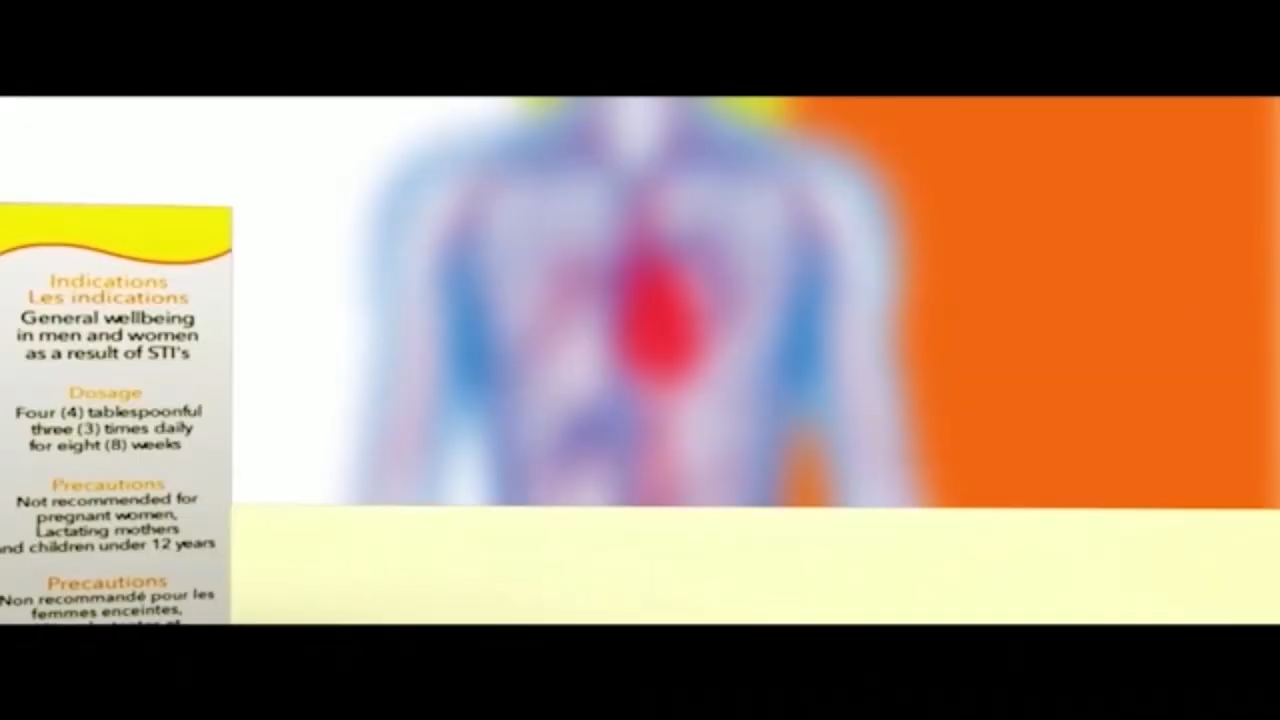 Indications
Les indications
General wellbeing
in men and women
as a result of STI's
Dosage
Four (4) tablespoonful
three (3) times daily
for eight (8) weeks
Precautions
Not recommended for
pregnant women,
Lactating mothers
and children under 12 years
Precautions
Non recommandé pour les
femmes enceintes,